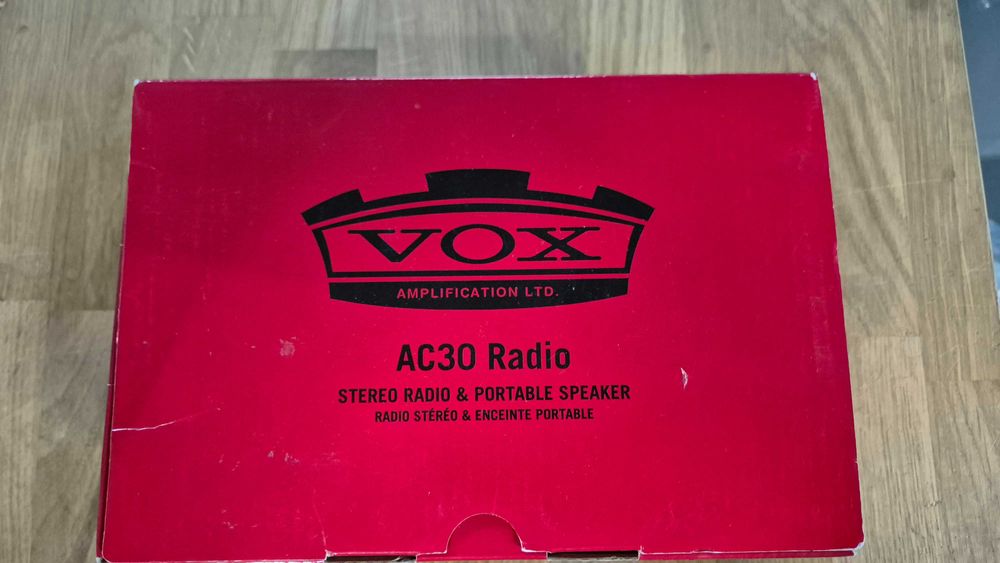 VOX
AMPLIFICATION LTD.
AC30 Radio
STEREO RADIO & PORTABLE SPEAKER
RADIO STÉRÉO & ENCEINTE PORTABLE